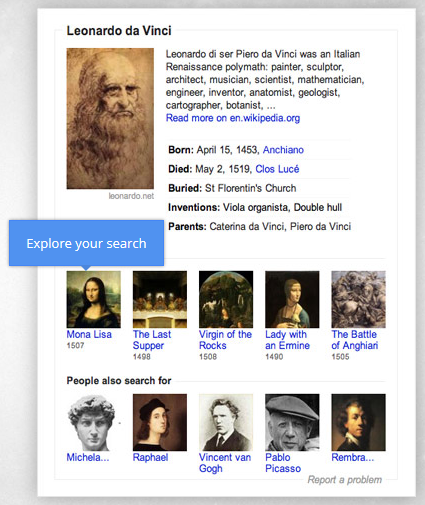 Leonardo da Vinci
Leonardo di ser Piero da Vinci was an Italian
Renaissance polymath: painter, sculptor,
architect, musician, scientist, mathematician,
engineer, inventor, anatomist, geologist,
cartographer, botanist, ...
Read more on en.wikipedia.org
leonardo.net
Born: April 15, 1453, Anchiano
Died: May 2, 1519, Clos Lucé
Buried: St Florentin's Church
Inventions: Viola organista, Double hull
Parents: Caterina da Vinci, Piero da Vinci
Explore your search
Mona Lisa
1507
The Last
Supper
1498
Virgin of the
Rocks
1508
Lady with
an Ermine
1490
The Battle
of Anghiari
1505
People also search for
Michela...
Raphael
Vincent van
Gogh
Pablo
Picasso
Rembra...
Report a problem